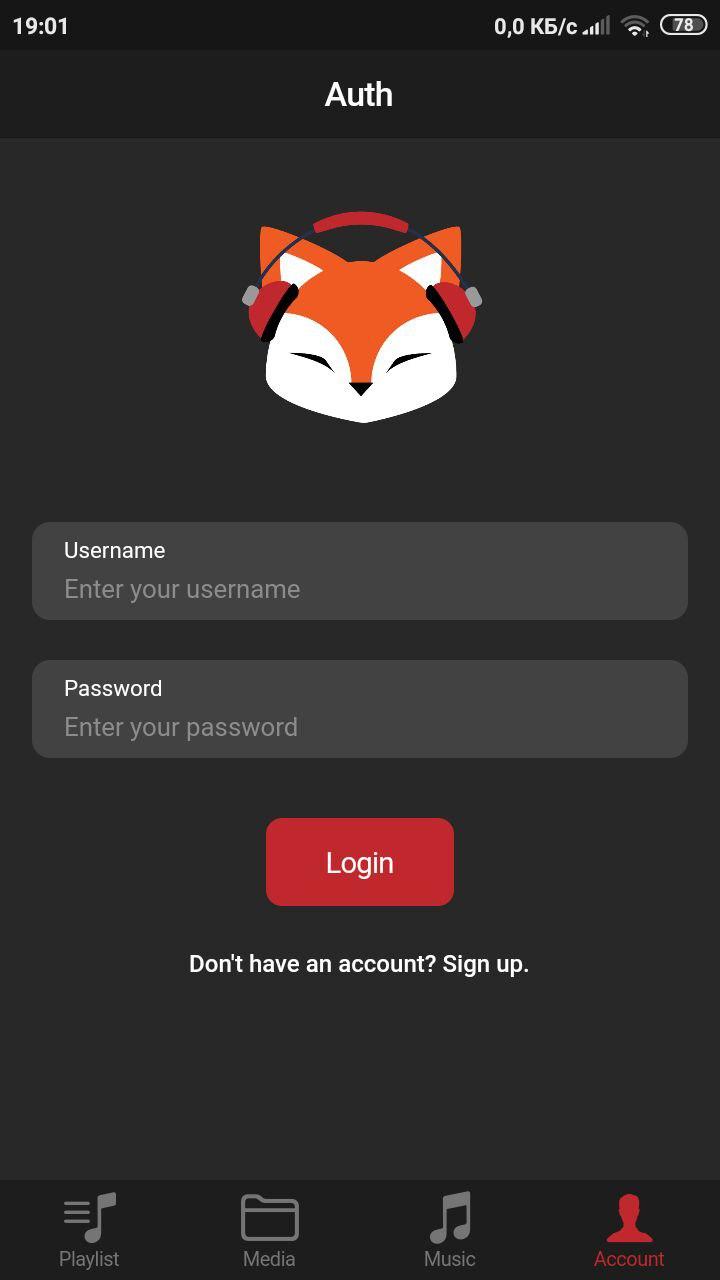 19:01 0,0 КБ/с 78
Auth
Username
Enter your username
Password
Enter your password
Login
Don't have an account? Sign up.
Playlist Media Music Account